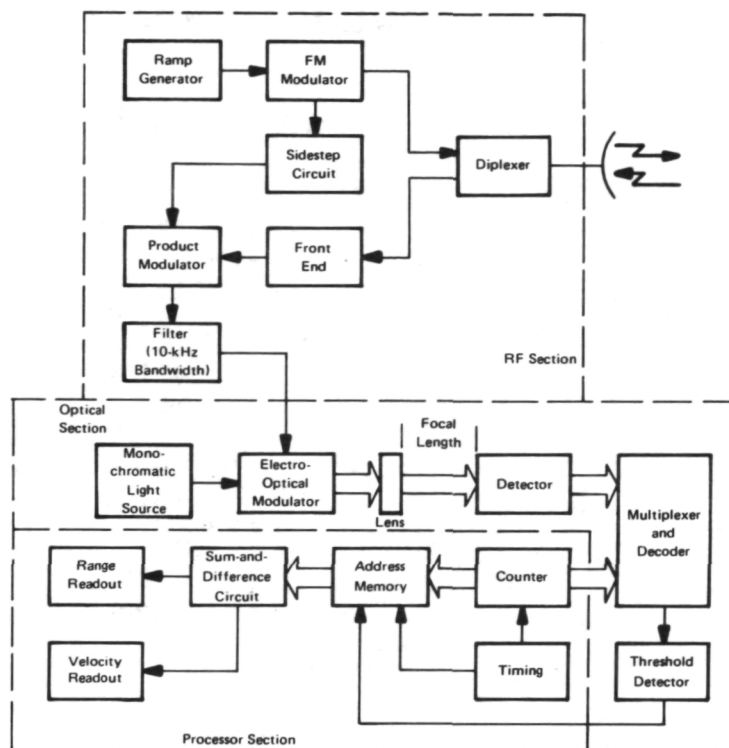 Ramp
Generator
FM
Modulator
Sidestep
Circuit
Diplexer
Product
Modulator
Front
End
Filter
(10-kHz
Bandwidth)
RF Section
Optical
Section
Focal
Length
Mono-
chromatic
Light
Source
Electro-
Optical
Modulator
Lens
Detector
Multiplexer
and
Decoder
Range
Readout
Sum-and-
Difference
Circuit
Address
Memory
Counter
Velocity
Readout
Timing
Threshold
Detector
Processor Section